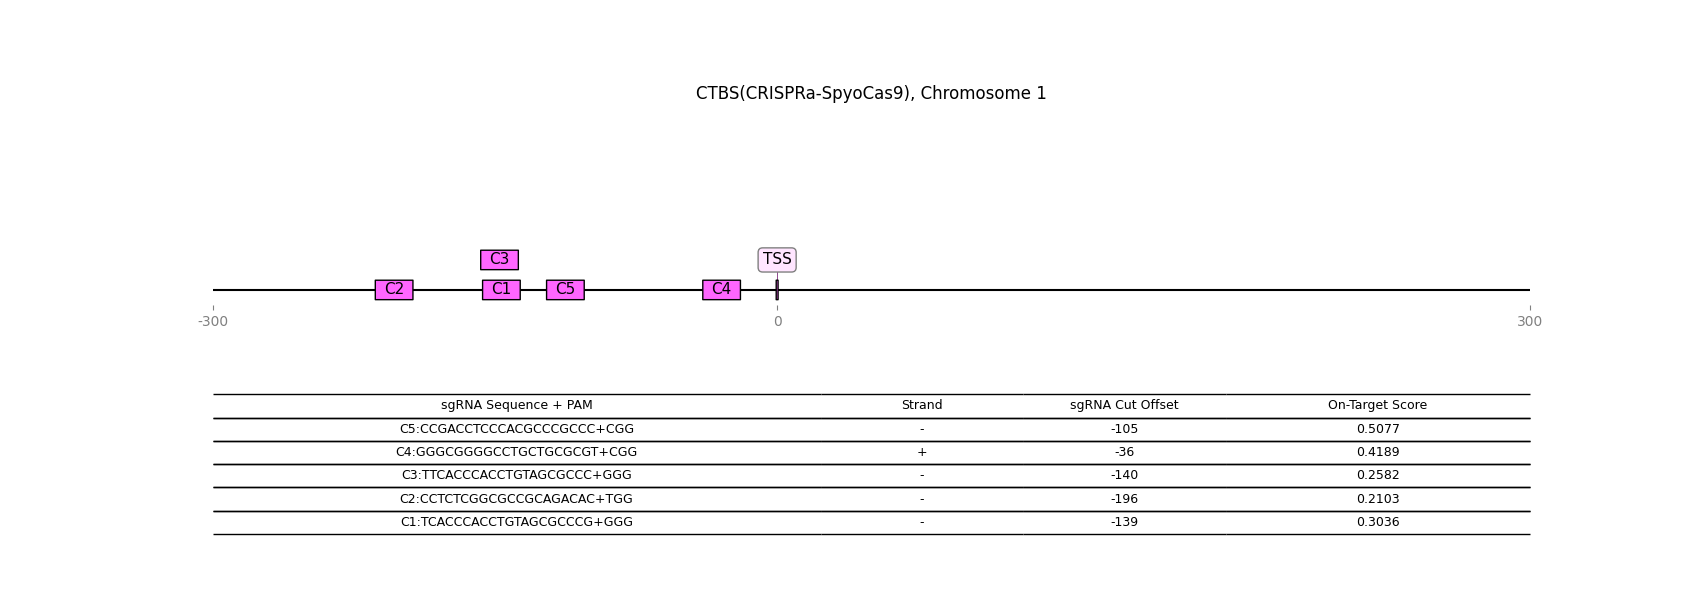 CTBS(CRISPRa-SpyoCas9), Chromosome 1
C3 TSS
C2 C1 C5 C4
-300 0 300
sgRNA Sequence + PAM Strand sgRNA Cut Offset On-Target Score
C5:CCGACCTCCCACGCCCGCCC+CGG - -105 0.5077
C4:GGGCGGGGCCTGCTGCGCGT+CGG + -36 0.4189
C3:TTCACCCACCTGTAGCGCCC+GGG - -140 0.2582
C2:CCTCTCGGCGCCGCAGACAC+TGG - -196 0.2103
C1:TCACCCACCTGTAGCGCCCG+GGG - -139 0.3036